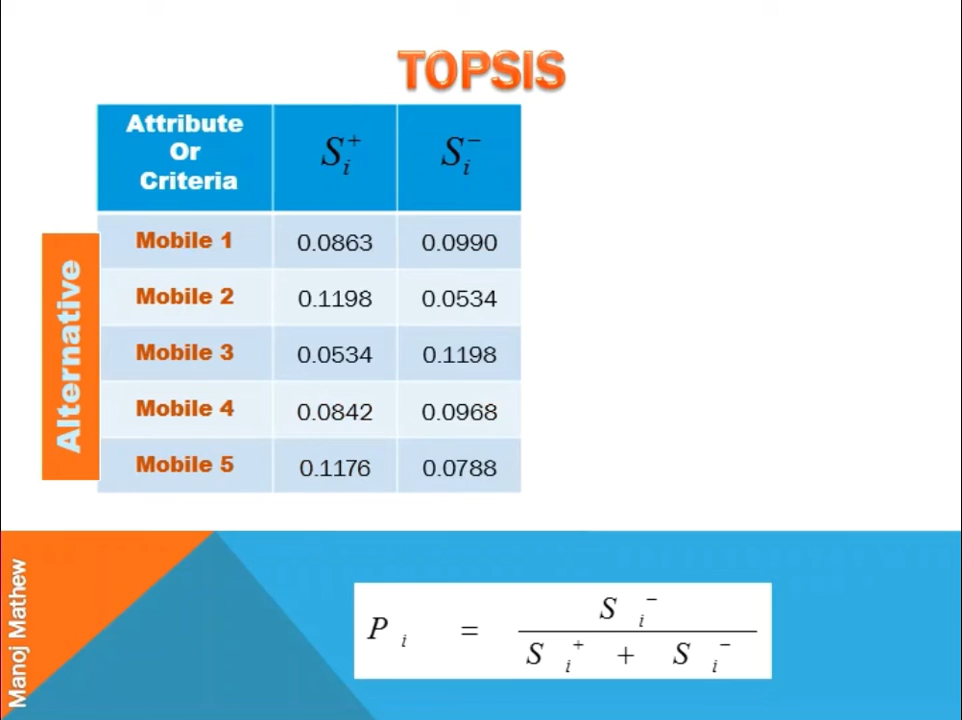 TOPSIS
Attribute
Or
Criteria
S_i^+ S_i^-
Alternative
Mobile 1 0.0863 0.0990
Mobile 2 0.1198 0.0534
Mobile 3 0.0534 0.1198
Mobile 4 0.0842 0.0968
Mobile 5 0.1176 0.0788
P_i = S_i^- / S_i^+ + S_i^-
Manoj Mathew